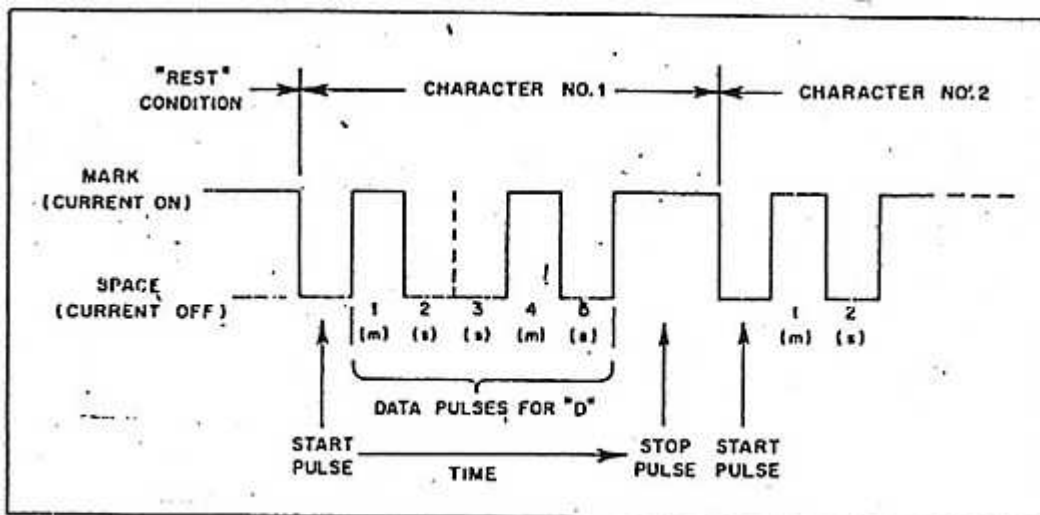 "REST"
CONDITION
CHARACTER NO.1
CHARACTER NO.2
MARK
(CURRENT ON)
SPACE
(CURRENT OFF)
1 2 3 4 5 1 2
(m) (s) (s) (m) (s) (m) (s)
DATA PULSES FOR "D"
START
PULSE
TIME
STOP
PULSE
START
PULSE